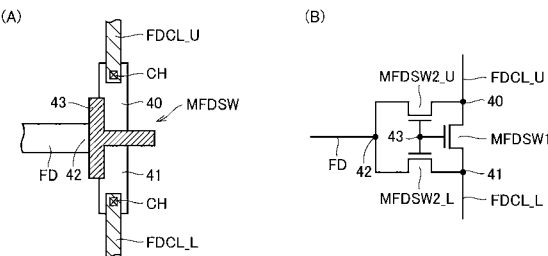 (A)
FDCL_U
CH
43
40
MFDSW
42
FD
41
CH
FDCL_L
(B)
FDCL_U
MFDSW2_U
40
43
MFDSW1
FD
42
41
MFDSW2_L
FDCL_L